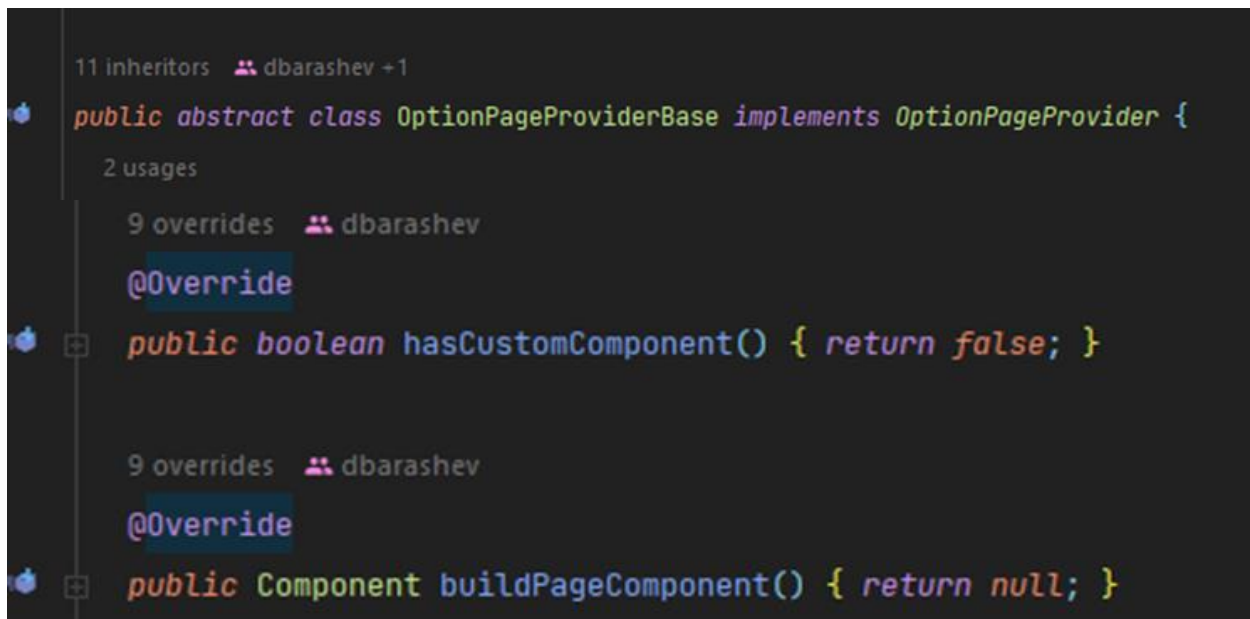 11 inheritors dbarashev +1
public abstract class OptionPageProviderBase implements OptionPageProvider {
2 usages
9 overrides dbarashev
@Override
public boolean hasCustomComponent() { return false; }
9 overrides dbarashev
@Override
public Component buildPageComponent() { return null; }